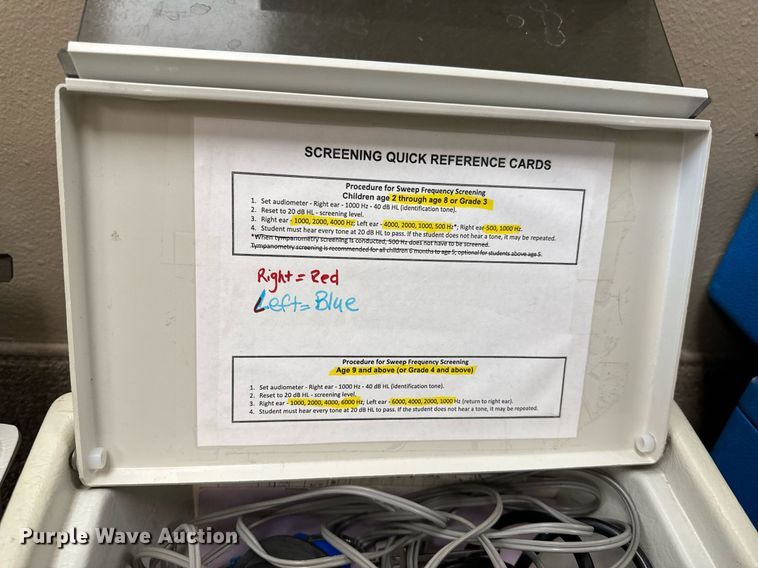 SCREENING QUICK REFERENCE CARDS
Procedure for Sweep Frequency Screening
Children age 2 through age 8 or Grade 3
1. Set audiometer - Right ear - 1000 Hz - 40 dB HL (identification tone).
2. Reset to 20 dB HL - screening level.
3. Right ear - 1000, 2000, 4000 Hz; Left ear - 4000, 2000, 1000, 500 Hz*; Right ear-500, 1000 Hz.
4. Student must hear every tone at 20 dB HL to pass. If the student does not hear a tone, it may be repeated.
*When tympanometry screening is conducted, 500 Hz does not have to be screened.
Tympanometry screening is recommended for all children 6 months to age 5, optional for students above age 5.
Right = Red
Left = Blue
Procedure for Sweep Frequency Screening
Age 9 and above (or Grade 4 and above)
1. Set audiometer - Right ear - 1000 Hz - 40 dB HL (identification tone).
2. Reset to 20 dB HL - screening level.
3. Right ear - 1000, 2000, 4000, 6000 Hz; Left ear - 6000, 4000, 2000, 1000 Hz (return to right ear).
4. Student must hear every tone at 20 dB HL to pass. If the student does not hear a tone, it may be repeated.
Purple Wave Auction